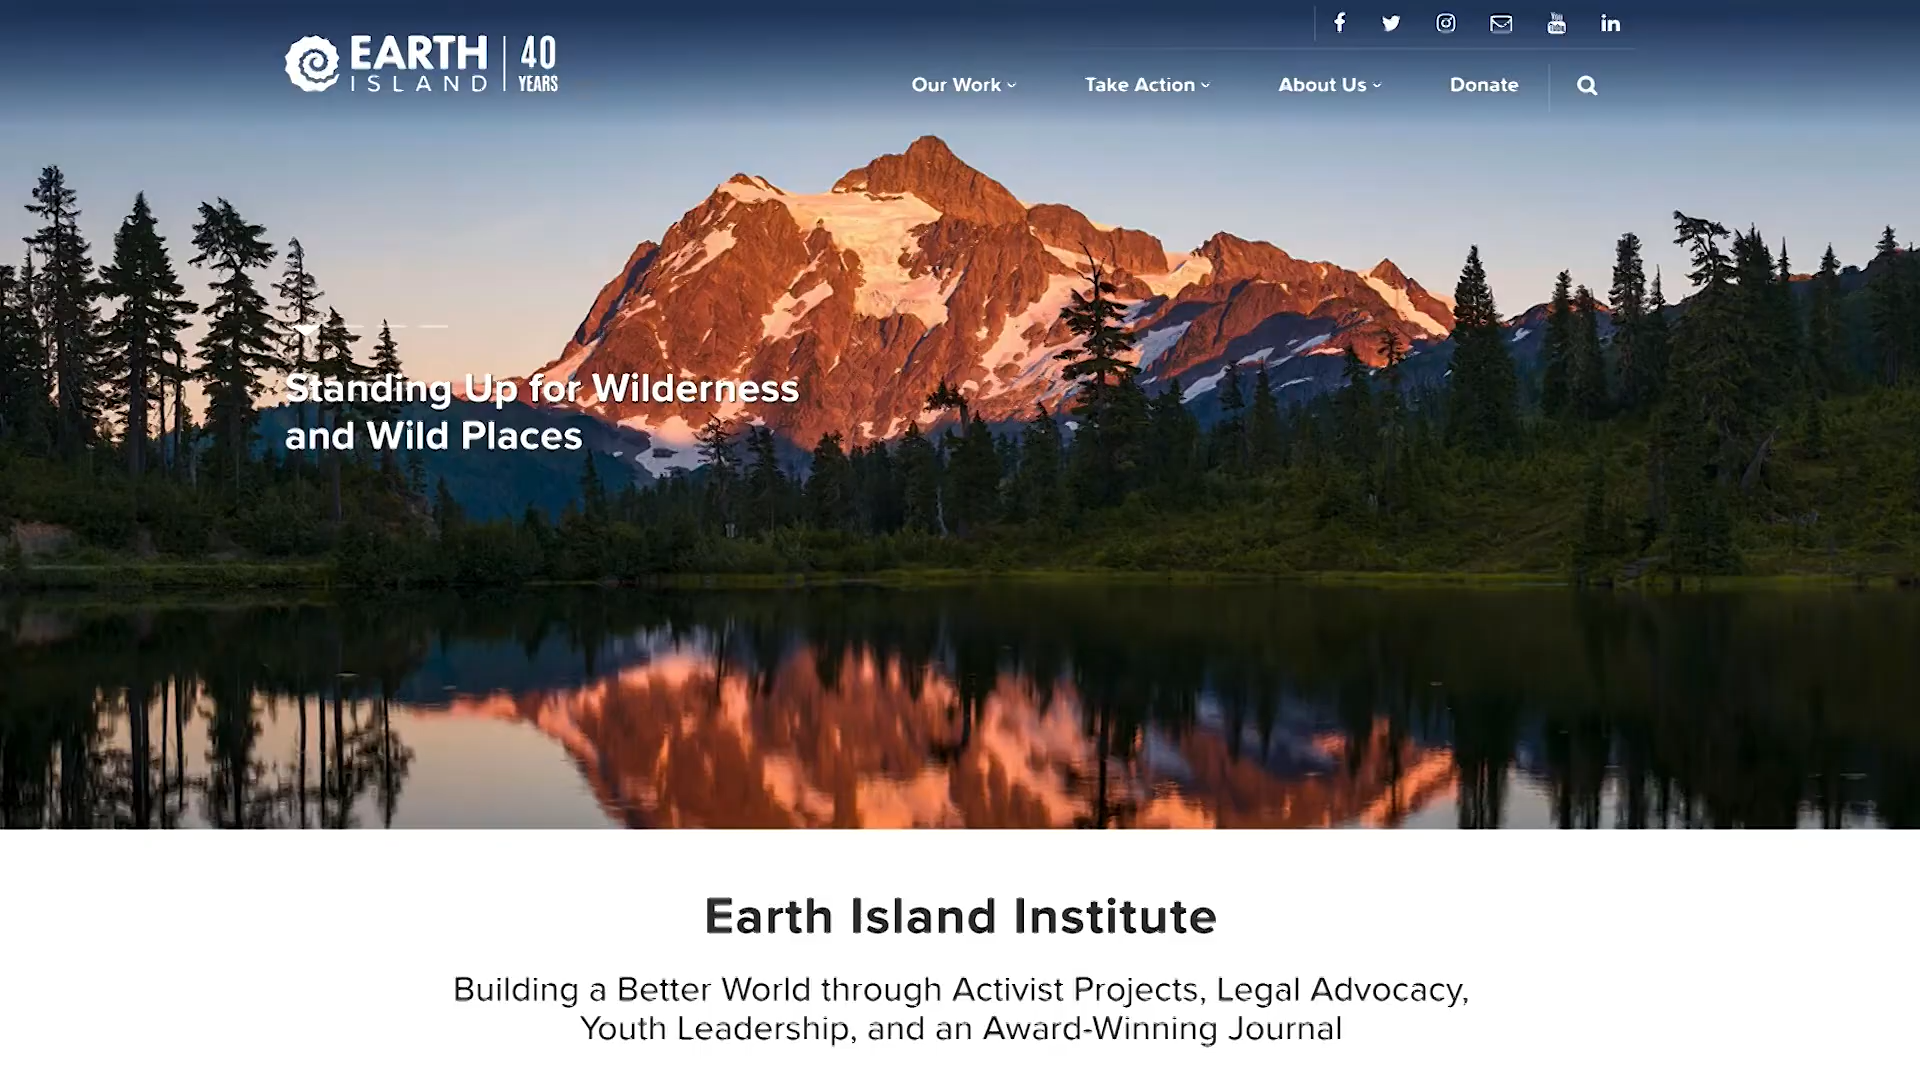 EARTH
ISLAND
40
YEARS
Our Work
Take Action
About Us
Donate
Standing Up for Wilderness
and Wild Places
Earth Island Institute
Building a Better World through Activist Projects, Legal Advocacy,
Youth Leadership, and an Award-Winning Journal